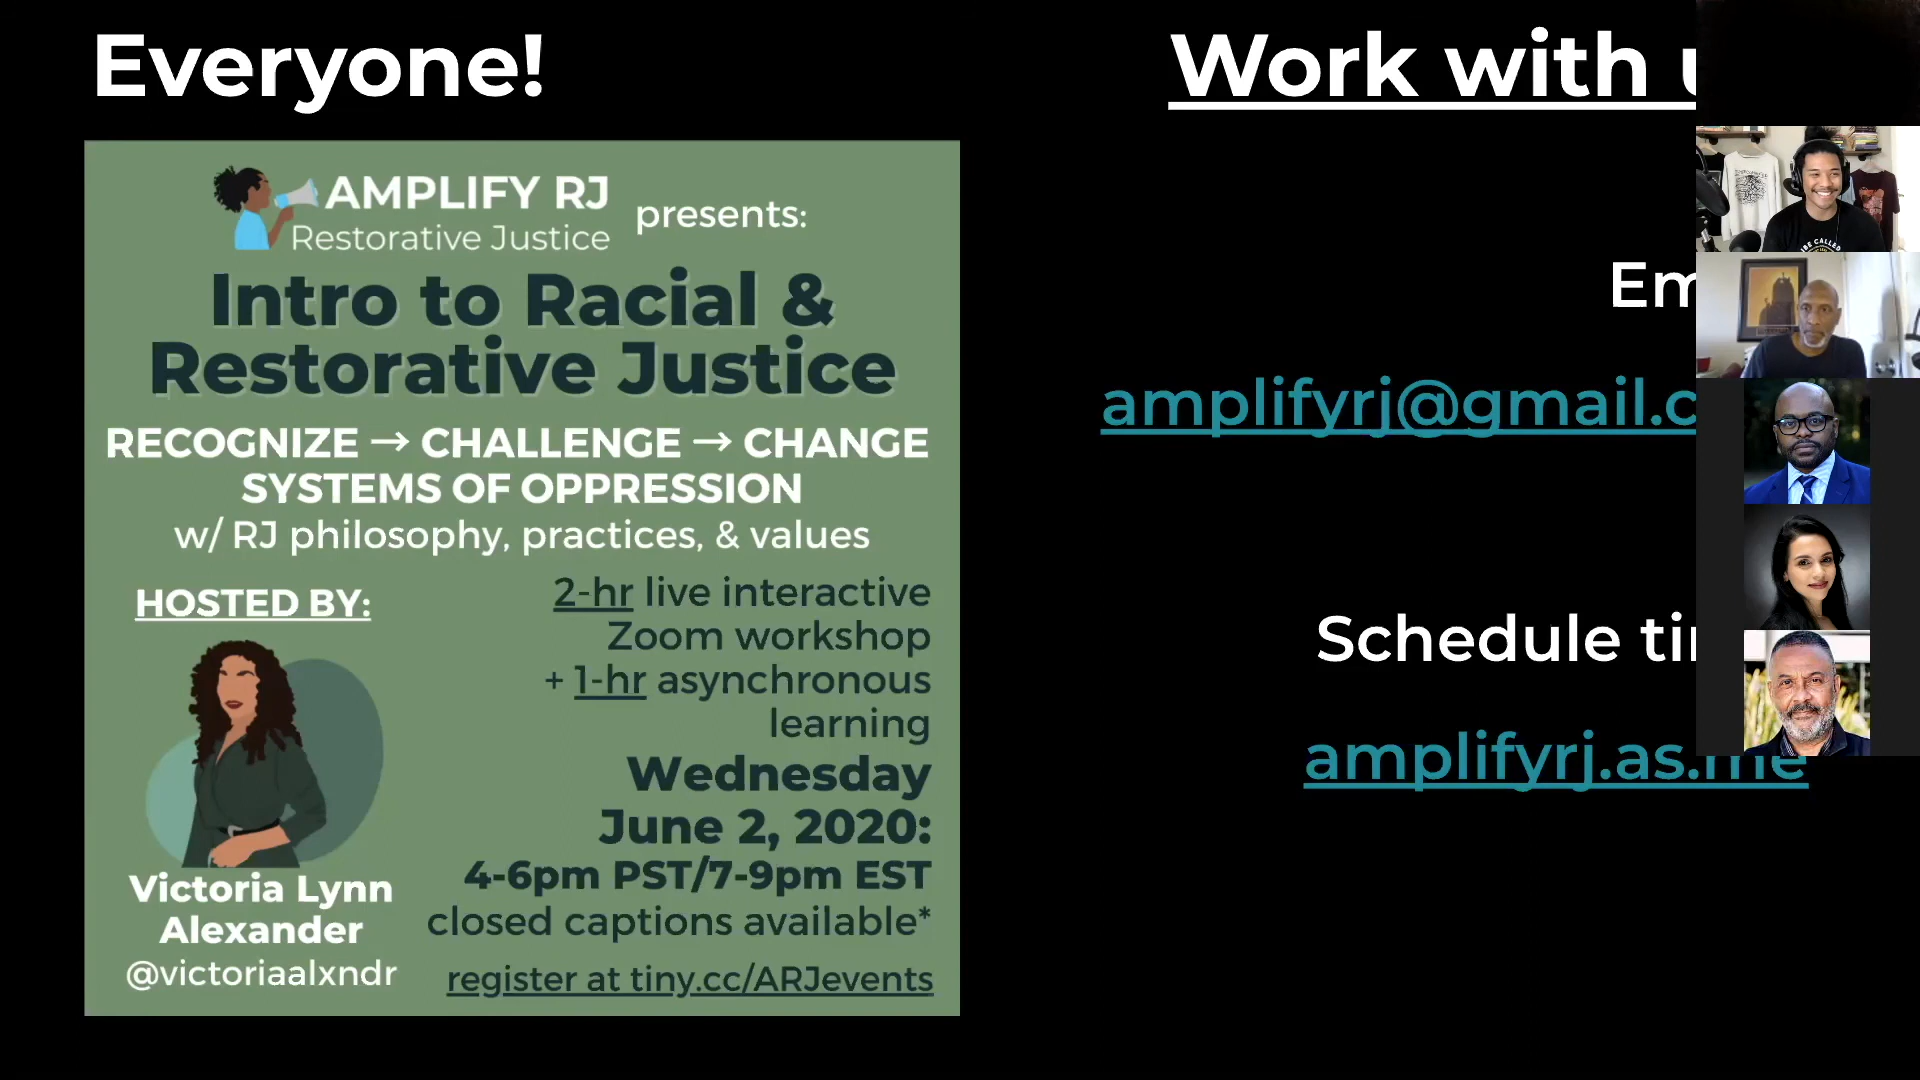 Everyone!
Work with
AMPLIFY RJ
Restorative Justice
presents:
Intro to Racial &
Restorative Justice
RECOGNIZE → CHALLENGE → CHANGE
SYSTEMS OF OPPRESSION
w/ RJ philosophy, practices, & values
HOSTED BY:
Victoria Lynn
Alexander
@victoriaalxndr
2-hr live interactive
Zoom workshop
+ 1-hr asynchronous
learning
Wednesday
June 2, 2020:
4-6pm PST/7-9pm EST
closed captions available*
register at tiny.cc/ARJevents
Em
amplifyrj@gmail.c
Schedule
amplifyrj.as.me
CALLED